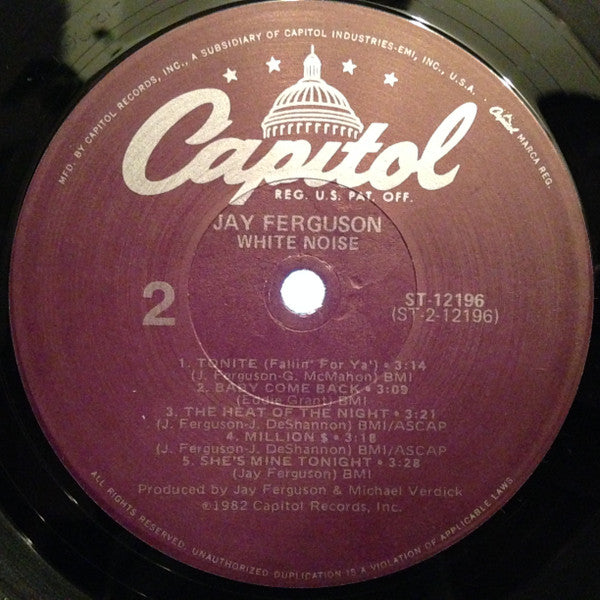 MFD. BY CAPITOL RECORDS, INC., A SUBSIDIARY OF CAPITOL INDUSTRIES-EMI, INC., U.S.A. . Capitol MARCA REG.
Capitol
REG. U.S. PAT. OFF.
JAY FERGUSON
WHITE NOISE
2
ST-12196
(ST-2-12196)
1. TONITE (Fallin' For Ya') • 3:14
(J. Ferguson-G. McMahon) BMI
2. BABY COME BACK • 3:09
(Eddie Grant) BMI
3. THE HEAT OF THE NIGHT • 3:21
(J. Ferguson-J. DeShannon) BMI/ASCAP
4. MILLION $ • 3:18
(J. Ferguson-J. DeShannon) BMI/ASCAP
5. SHE'S MINE TONIGHT • 3:28
(Jay Ferguson) BMI
Produced by Jay Ferguson & Michael Verdick
©1982 Capitol Records, Inc.
ALL RIGHTS RESERVED. UNAUTHORIZED DUPLICATION IS A VIOLATION OF APPLICABLE LAWS.